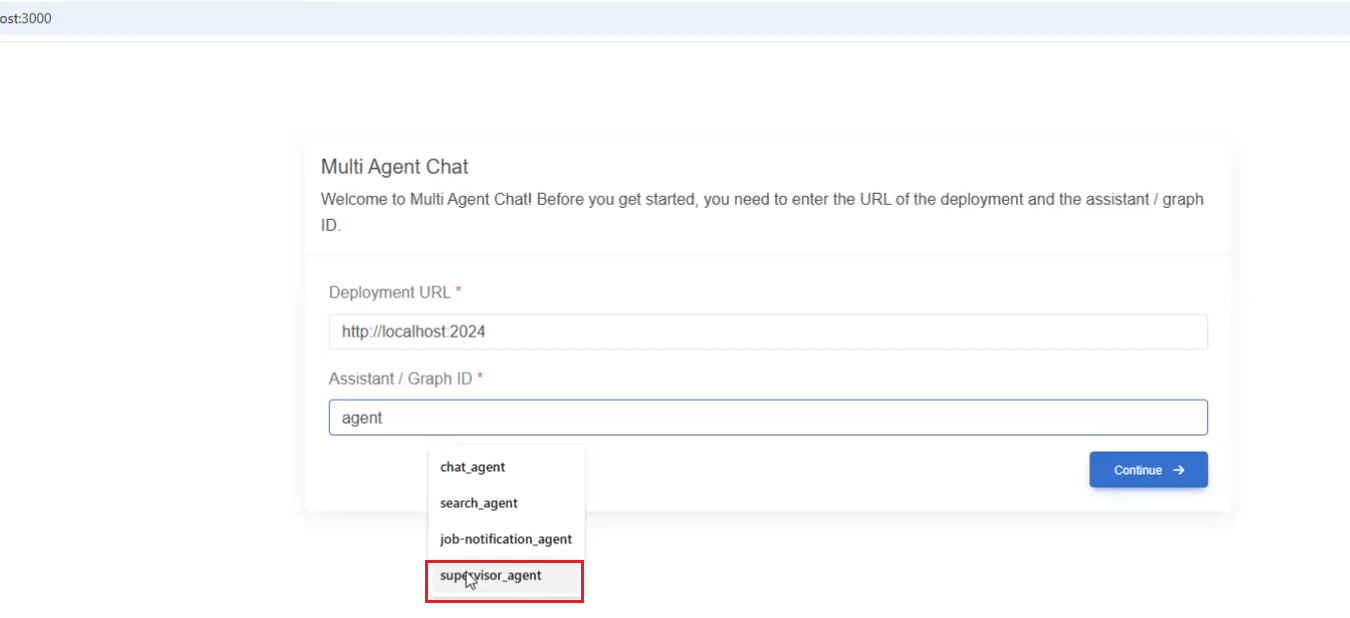 ost:3000
Multi Agent Chat
Welcome to Multi Agent Chat! Before you get started, you need to enter the URL of the deployment and the assistant / graph
ID.
Deployment URL *
http://localhost:2024
Assistant / Graph ID *
agent
chat_agent
search_agent
job-notification_agent
supervisor_agent
Continue →